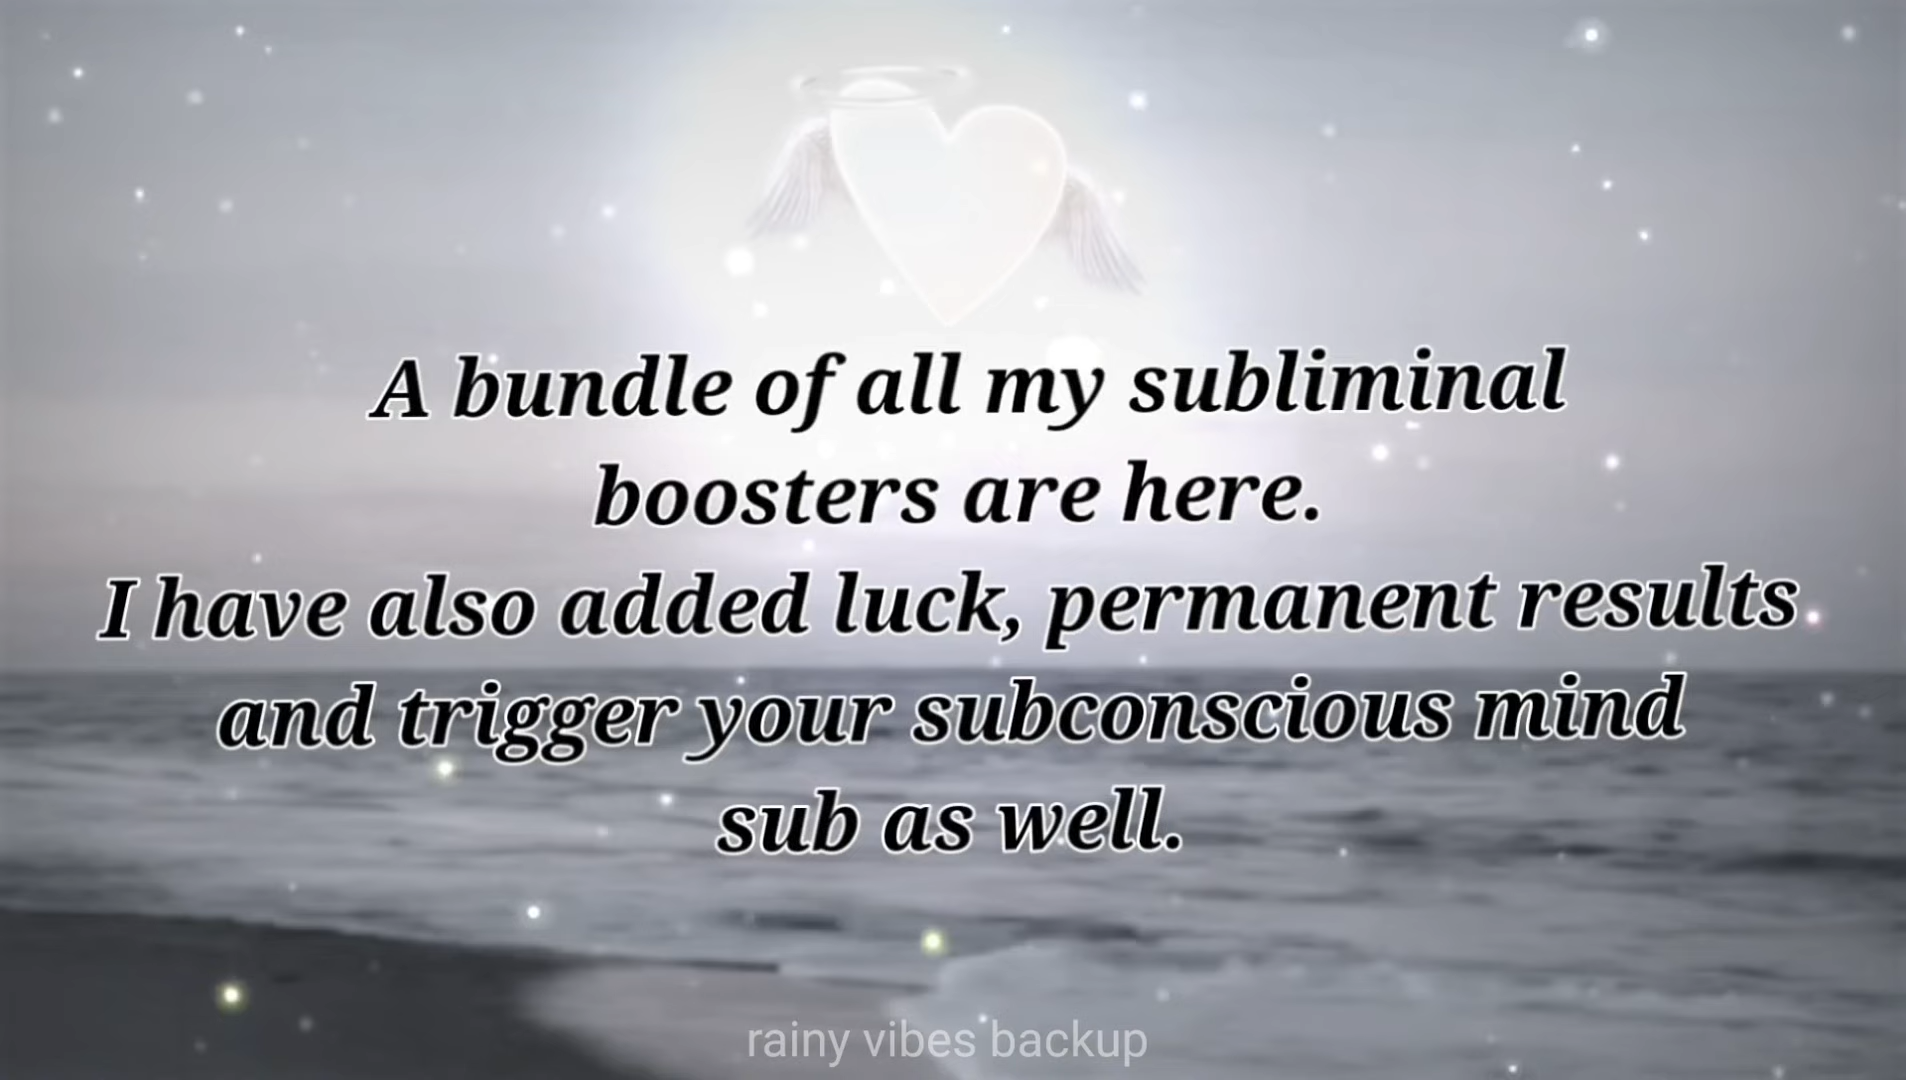 A bundle of all my subliminal
boosters are here.
I have also added luck, permanent results
and trigger your subconscious mind
sub as well.
rainy vibes backup